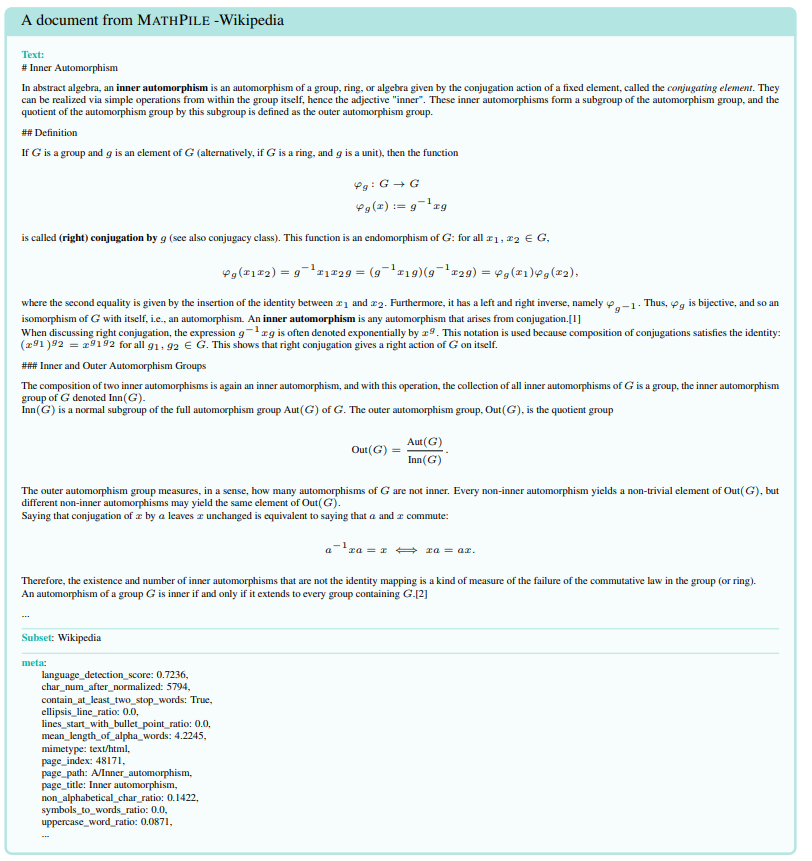 A document from MATHPILE -Wikipedia
Text:
# Inner Automorphism
In abstract algebra, an inner automorphism is an automorphism of a group, ring, or algebra given by the conjugation action of a fixed element, called the conjugating element. They
can be realized via simple operations from within the group itself, hence the adjective "inner". These inner automorphisms form a subgroup of the automorphism group, and the
quotient of the automorphism group by this subgroup is defined as the outer automorphism group.
## Definition
If G is a group and g is an element of G (alternatively, if G is a ring, and g is a unit), then the function
φ_g : G → G
φ_g(x) := g^{-1}xg
is called (right) conjugation by g (see also conjugacy class). This function is an endomorphism of G: for all x_1, x_2 ∈ G,
φ_g(x_1x_2) = g^{-1}x_1x_2g = (g^{-1}x_1g)(g^{-1}x_2g) = φ_g(x_1)φ_g(x_2),
where the second equality is given by the insertion of the identity between x_1 and x_2. Furthermore, it has a left and right inverse, namely φ_{g^{-1}}. Thus, φ_g is bijective, and so an
isomorphism of G with itself, i.e., an automorphism. An inner automorphism is any automorphism that arises from conjugation.[1]
When discussing right conjugation, the expression g^{-1}xg is often denoted exponentially by x^g. This notation is used because composition of conjugations satisfies the identity:
(x^{g_1})^{g_2} = x^{g_1g_2} for all g_1, g_2 ∈ G. This shows that right conjugation gives a right action of G on itself.
### Inner and Outer Automorphism Groups
The composition of two inner automorphisms is again an inner automorphism, and with this operation, the collection of all inner automorphisms of G is a group, the inner automorphism
group of G denoted Inn(G).
Inn(G) is a normal subgroup of the full automorphism group Aut(G) of G. The outer automorphism group, Out(G), is the quotient group
Out(G) = Aut(G) / Inn(G) .
The outer automorphism group measures, in a sense, how many automorphisms of G are not inner. Every non-inner automorphism yields a non-trivial element of Out(G), but
different non-inner automorphisms may yield the same element of Out(G).
Saying that conjugation of x by a leaves x unchanged is equivalent to saying that a and x commute:
a^{-1}xa = x ⟺ xa = ax.
Therefore, the existence and number of inner automorphisms that are not the identity mapping is a kind of measure of the failure of the commutative law in the group (or ring).
An automorphism of a group G is inner if and only if it extends to every group containing G.[2]
...
Subset: Wikipedia
meta:
language_detection_score: 0.7236,
char_num_after_normalized: 5794,
contain_at_least_two_stop_words: True,
ellipsis_line_ratio: 0.0,
lines_start_with_bullet_point_ratio: 0.0,
mean_length_of_alpha_words: 4.2245,
mimetype: text/html,
page_index: 48171,
page_path: A/Inner_automorphism,
page_title: Inner automorphism,
non_alphabetical_char_ratio: 0.1422,
symbols_to_words_ratio: 0.0,
uppercase_word_ratio: 0.0871,
...